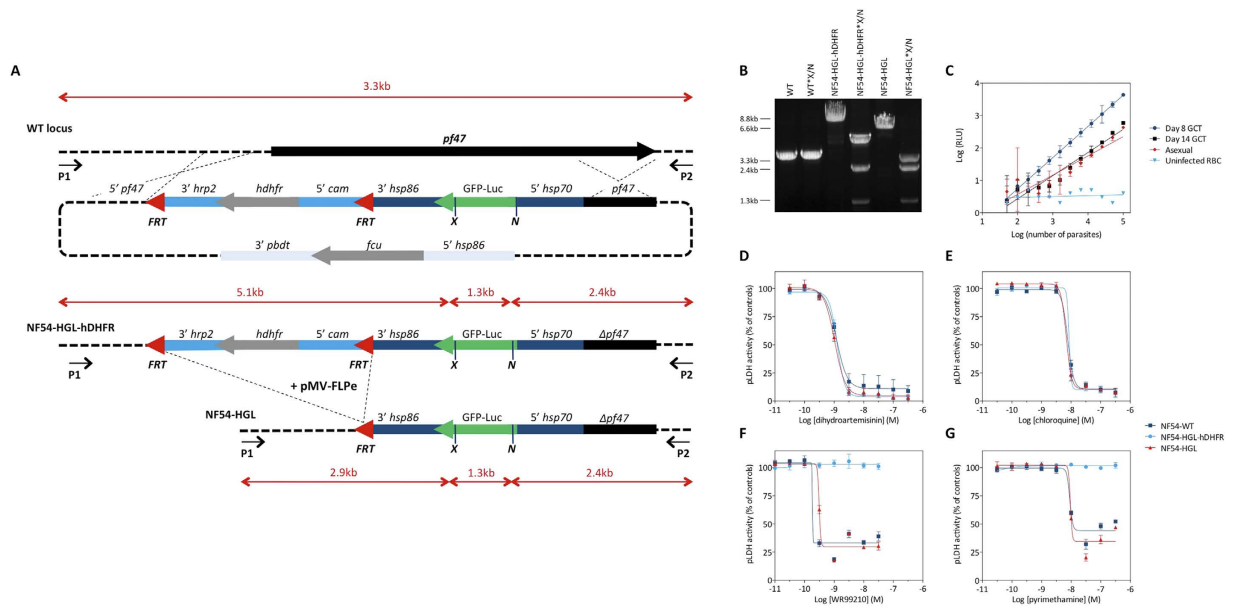 A
3.3kb
WT locus
pf47
P1
P2
5' pf47
3' hrp2
hdhfr
5' cam
3' hsp86
GFP-Luc
5' hsp70
pf47
FRT
FRT
X
N
3' pbdt
fcu
5' hsp86
5.1kb
1.3kb
2.4kb
NF54-HGL-hDHFR
3' hrp2
hdhfr
5' cam
3' hsp86
GFP-Luc
5' hsp70
Δpf47
P1
FRT
FRT
X
N
P2
+ pMV-FLPe
NF54-HGL
3' hsp86
GFP-Luc
5' hsp70
Δpf47
P1
FRT
X
N
P2
2.9kb
1.3kb
2.4kb
B
WT
WT*X/N
NF54-HGL-hDHFR
NF54-HGL-hDHFR*X/N
NF54-HGL
NF54-HGL*X/N
8.8kb
6.6kb
3.3kb
2.4kb
1.3kb
C
Log (RLU)
4
3
2
1
0
1
2
3
4
5
Log (number of parasites)
Day 8 GCT
Day 14 GCT
Asexual
Uninfected RBC
D
pLDH activity (% of controls)
100
75
50
25
0
-11 -10 -9 -8 -7 -6
Log [dihydroartemisinin] (M)
E
pLDH activity (% of controls)
100
75
50
25
0
-11 -10 -9 -8 -7 -6
Log [chloroquine] (M)
F
pLDH activity (% of controls)
100
75
50
25
0
-11 -10 -9 -8 -7 -6
Log [WR99210] (M)
G
pLDH activity (% of controls)
100
75
50
25
0
-11 -10 -9 -8 -7 -6
Log [pyrimethamine] (M)
NF54-WT
NF54-HGL-hDHFR
NF54-HGL